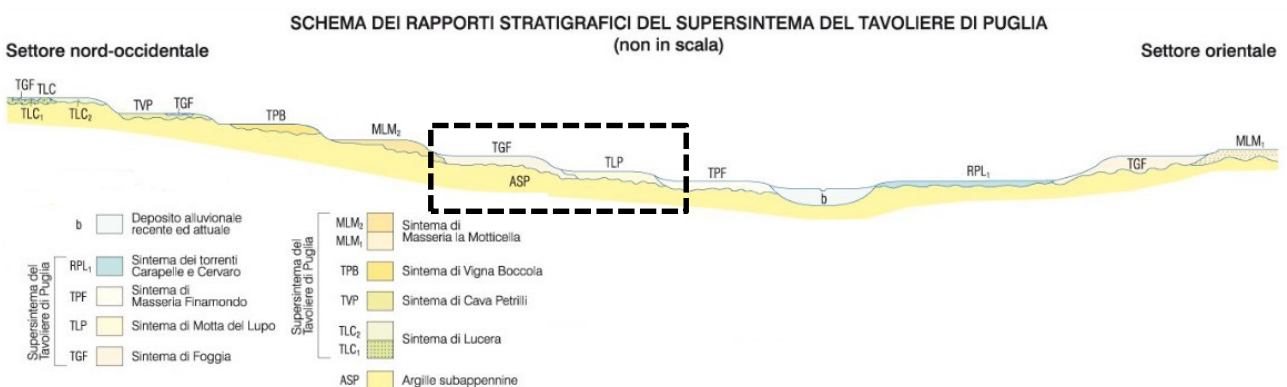 SCHEMA DEI RAPPORTI STRATIGRAFICI DEL SUPERSINTEMA DEL TAVOLIERE DI PUGLIA
(non in scala)
Settore nord-occidentale
Settore orientale
TGF TLC
TLC1 TLC2
TVP
TGF
TPB
MLM2
TGF
ASP
TLP
TPF
b
RPL1
TGF
MLM1
b Deposito alluvionale
recente ed attuale
Supersintema del
Tavoliere di Puglia
RPL1 Sintema dei torrenti
Carapelle e Cervaro
TPF Sintema di
Masseria Finamondo
TLP Sintema di Motta del Lupo
TGF Sintema di Foggia
Supersintema del
Tavoliere di Puglia
MLM2 Sintema di
MLM1 Masseria la Motticella
TPB Sintema di Vigna Boccola
TVP Sintema di Cava Petrilli
TLC2
Sintema di Lucera
TLC1
ASP Argille subappennine